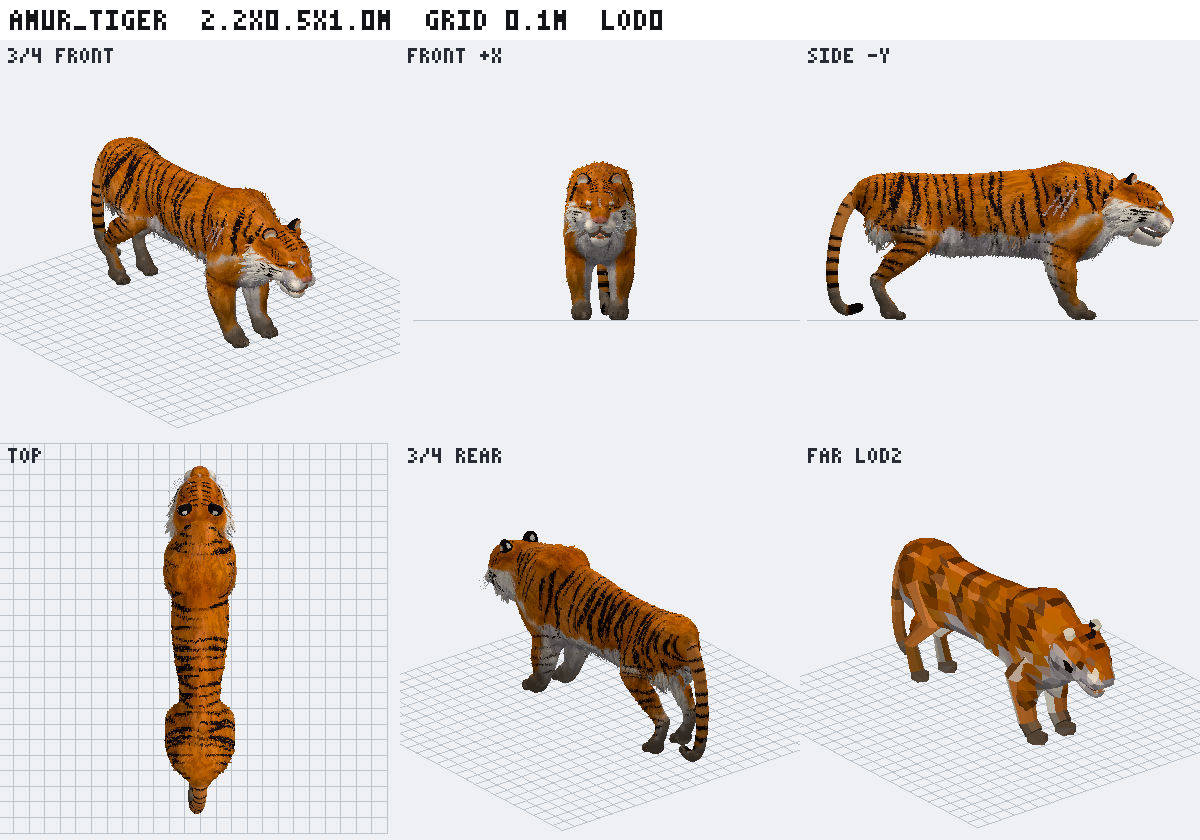 AMUR_TIGER 2.2X0.5X1.0M GRID 0.1M LOD0
3/4 FRONT
FRONT +X
SIDE -Y
TOP
3/4 REAR
FAR LOD2